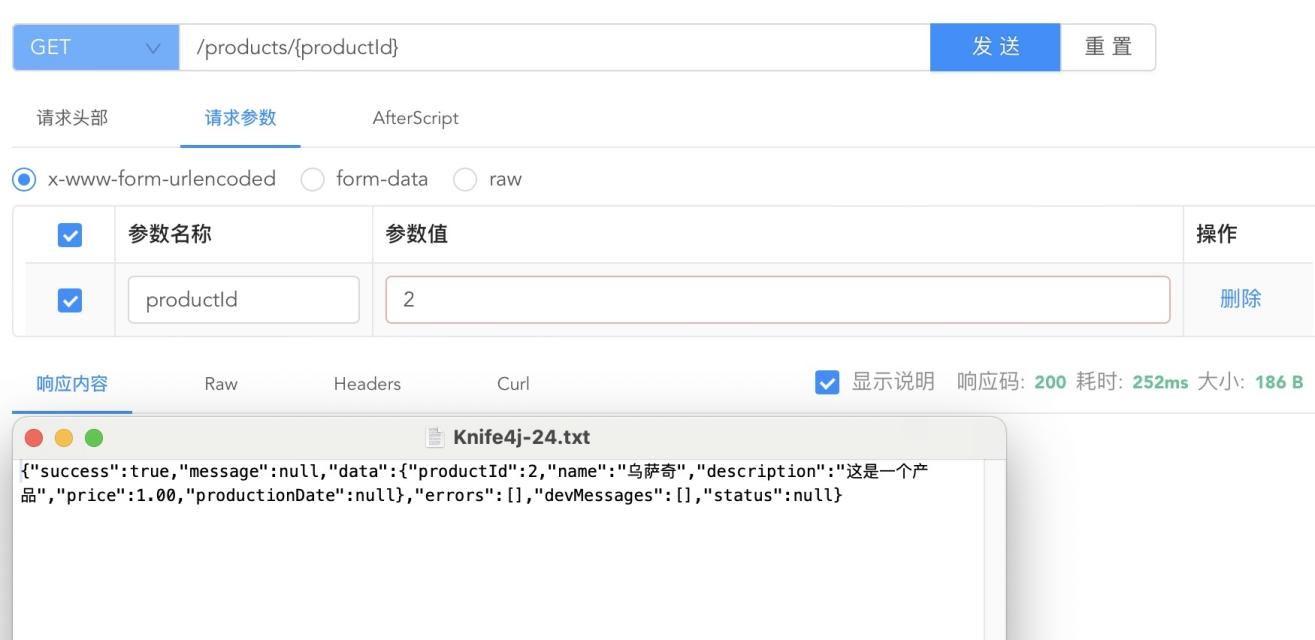 GET /products/{productId} 发 送 重 置
请求头部 请求参数 AfterScript
x-www-form-urlencoded form-data raw
参数名称 参数值 操作
productId 2 删除
响应内容 Raw Headers Curl 显示说明 响应码: 200 耗时: 252ms 大小: 186 B
Knife4j-24.txt
{"success":true,"message":null,"data":{"productId":2,"name":"乌萨奇","description":"这是一个产
品","price":1.00,"productionDate":null},"errors":[],"devMessages":[],"status":null}